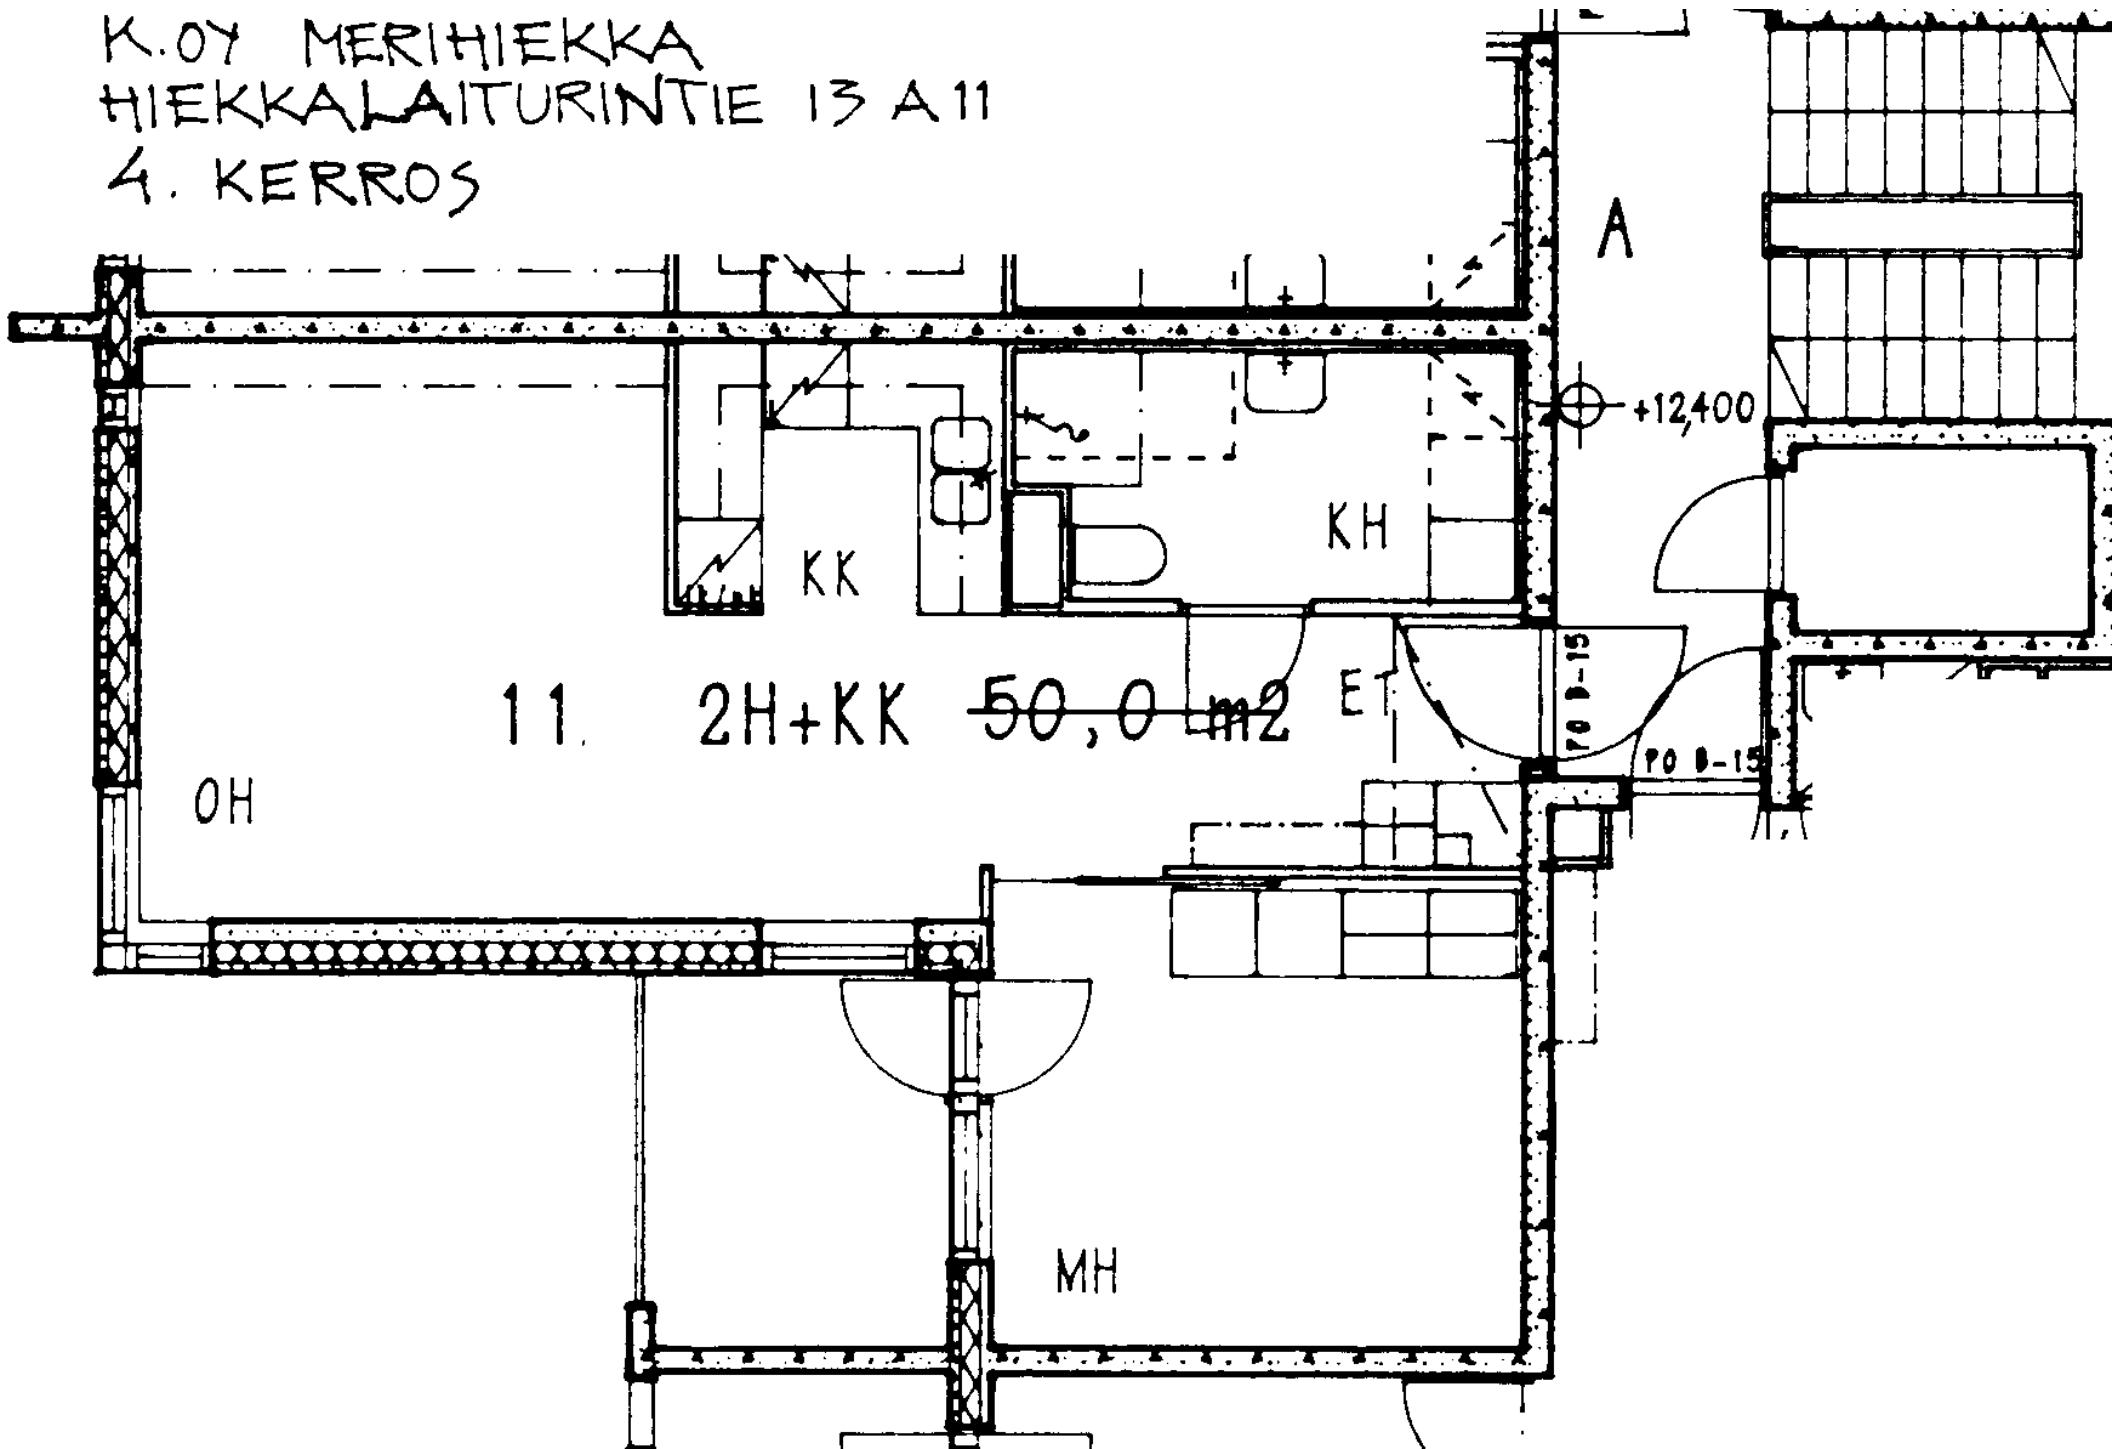 K.OY MERIHIEKKA
HIEKKALAITURINTIE 13 A 11
4. KERROS
A
+12,400
KH
KK
11. 2H+KK 50,0 m2
ET
PO B-15
PO B-15
OH
MH